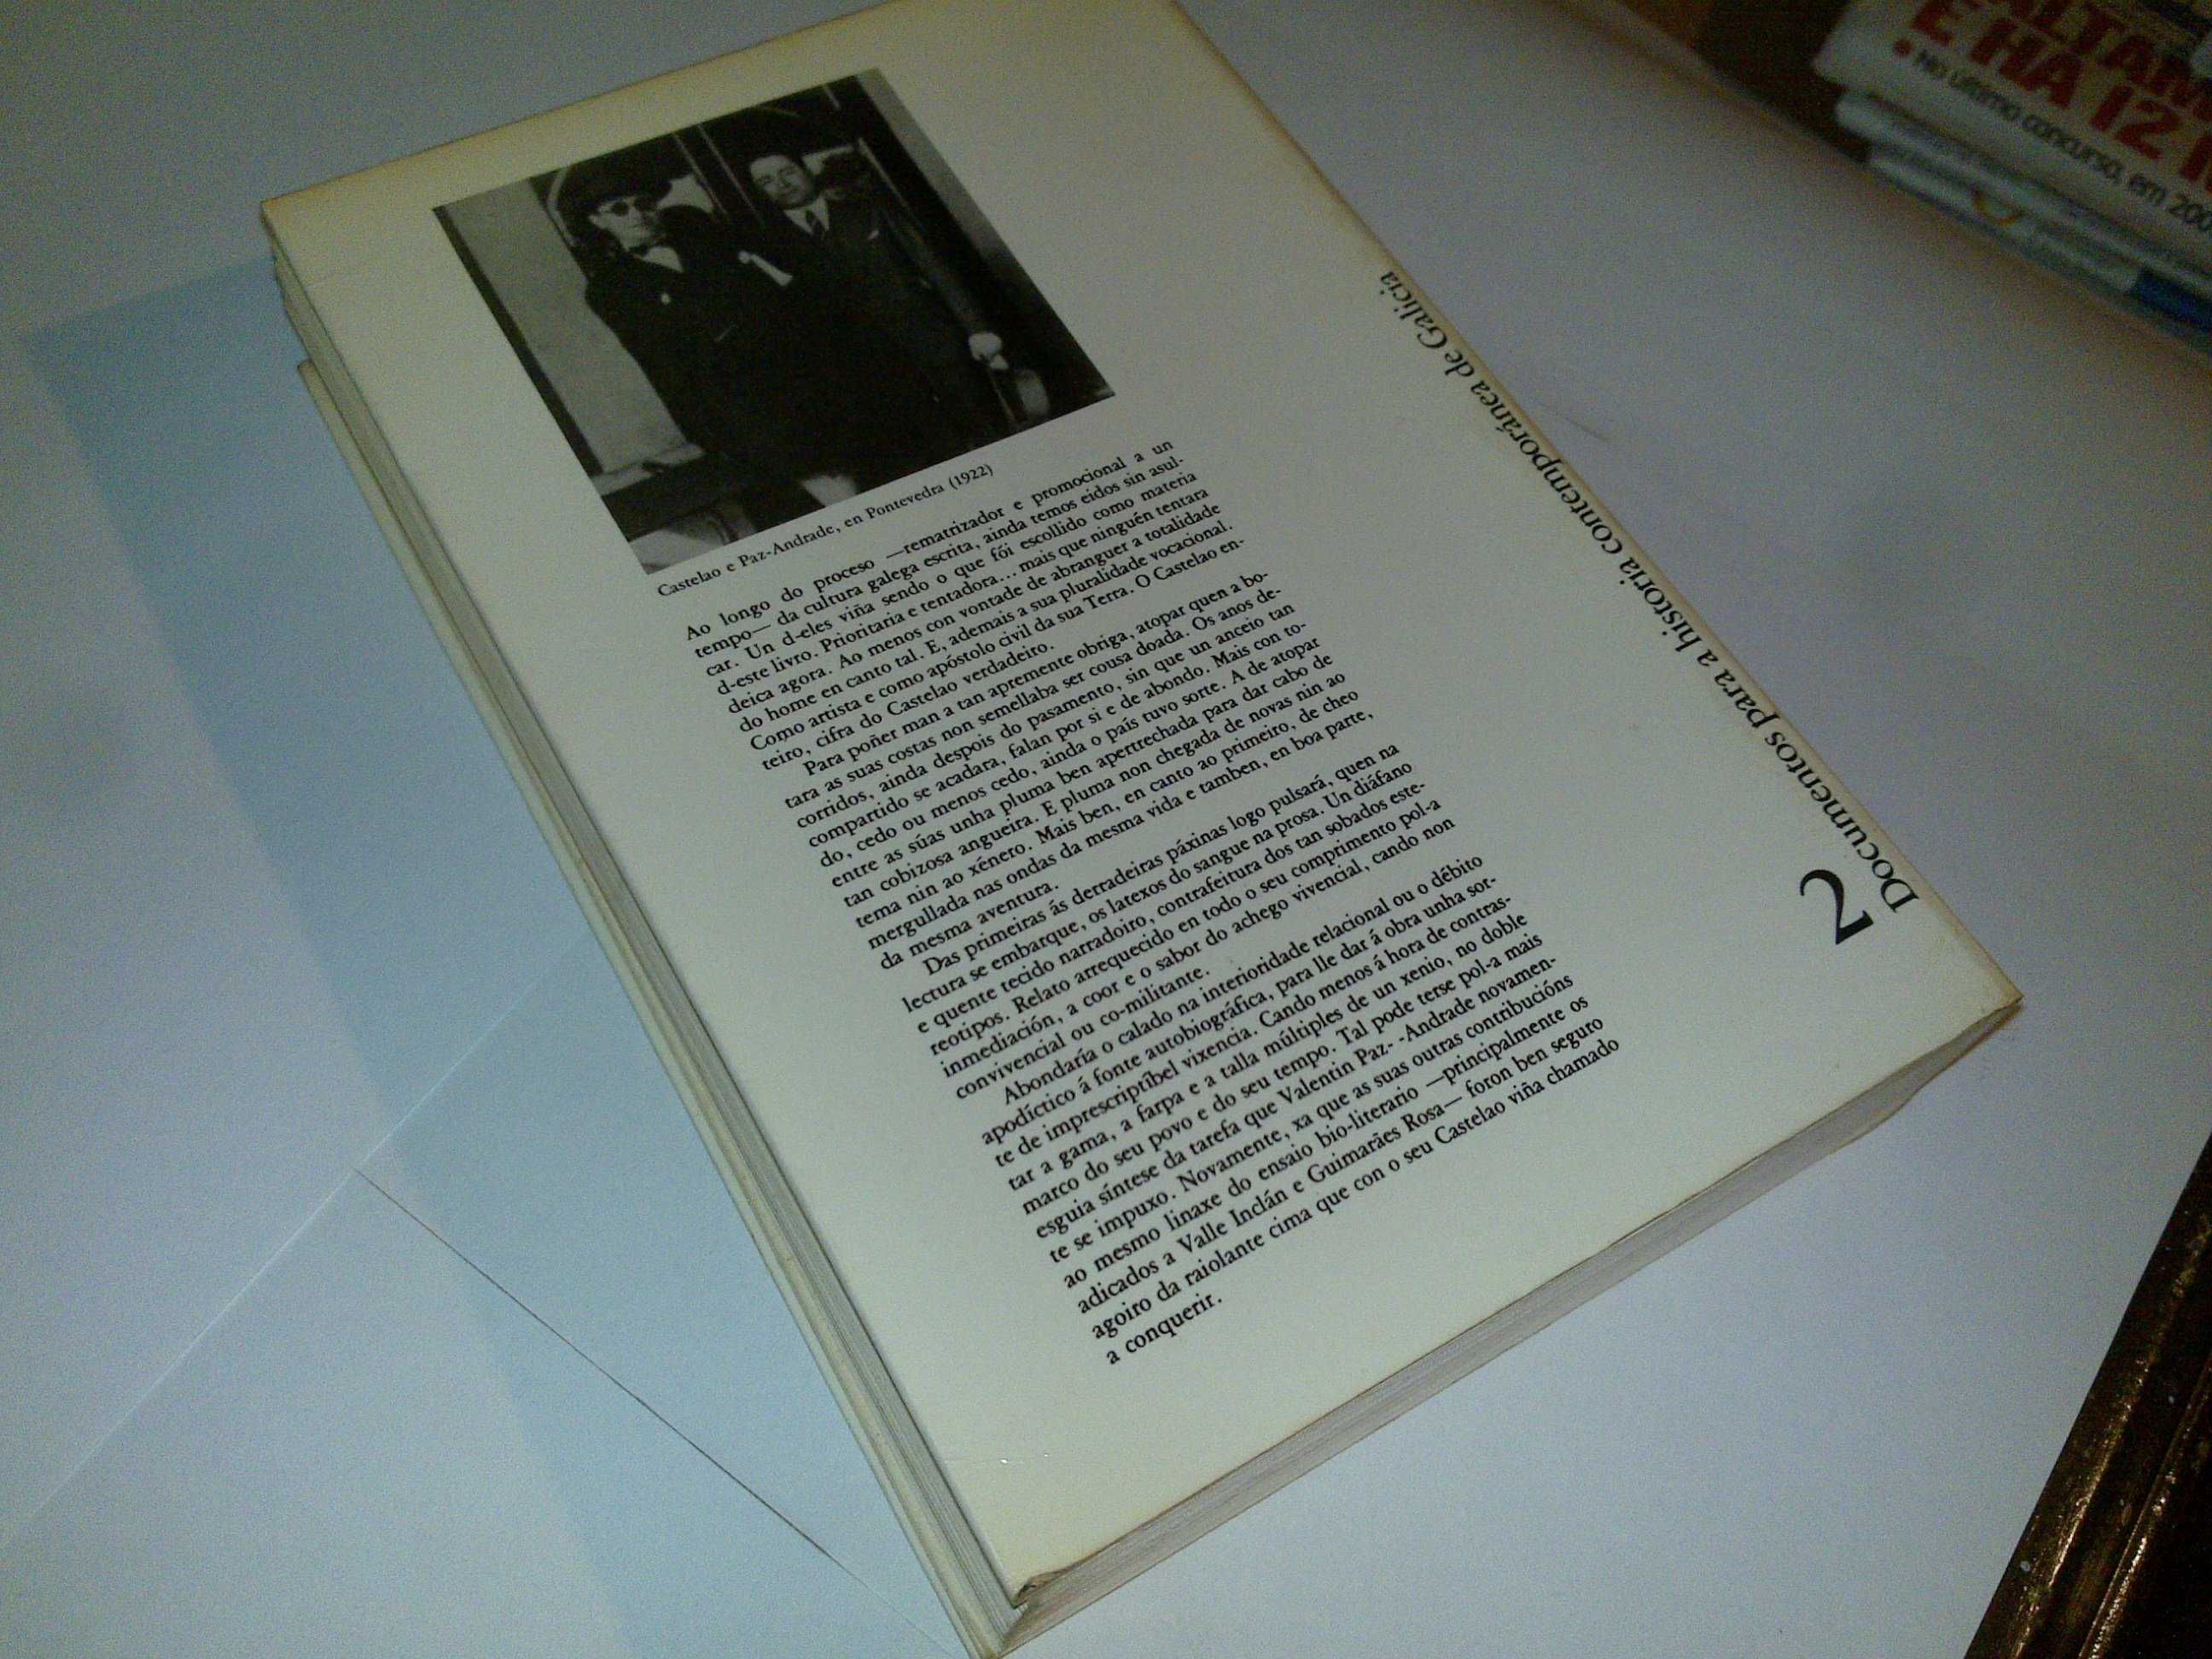 Castelao e Paz-Andrade, en Pontevedra (1922)
Ao longo do proceso —rematrizador e promocional a un
tempo— da cultura galega escrita, ainda temos eidos sin asul-
car. Un d-eles viña sendo o que fói escollido como materia
d-este livro. Prioritaria e tentadora... mais que ninguén tentara
deica agora. Ao menos con vontade de abranguer a totalidade
do home en canto tal. E, ademais a sua pluralidade vocacional.
Como artista e como apóstolo civil da sua Terra. O Castelao en-
teiro, cifra do Castelao verdadeiro.
Para poñer man a tan apremente obriga, atopar quen a bo-
tara as suas costas non semellaba ser cousa doada. Os anos de-
corridos, ainda despois do pasamento, sin que un anceio tan
compartido se acadara, falan por si e de abondo. Mais con to-
do, cedo ou menos cedo, ainda o país tuvo sorte. A de atopar
entre as súas unha pluma ben apertrechada para dar cabo de
tan cobizosa angueira. E pluma non chegada de novas nin ao
tema nin ao xénero. Mais ben, en canto ao primeiro, de cheo
mergullada nas ondas da mesma vida e tamben, en boa parte,
da mesma aventura.
Das primeiras ás derradeiras páxinas logo pulsará, quen na
lectura se embarque, os latexos do sangue na prosa. Un diáfano
e quente tecido narradoiro, contrafeitura dos tan sobados este-
reotipos. Relato arrequecido en todo o seu comprimento pol-a
inmediación, a coor e o sabor do achego vivencial, cando non
convivencial ou co-militante.
Abondaría o calado na interioridade relacional ou o débito
apodíctico á fonte autobiográfica, para lle dar á obra unha sor-
te de imprescriptíbel vixencia. Cando menos á hora de contras-
tar a gama, a farpa e a talla múltiples de un xenio, no doble
marco do seu povo e do seu tempo. Tal pode terse pol-a mais
esguia síntese da tarefa que Valentin Paz- -Andrade novamen-
te se impuxo. Novamente, xa que as suas outras contribucións
ao mesmo linaxe do ensaio bio-literario —principalmente os
adicados a Valle Inclán e Guimarães Rosa— foron ben seguro
agoiro da raiolante cima que con o seu Castelao viña chamado
a conquerir.
Documentos para a historia contemporánea de Galicia
2
E HA 12
• No último concurso, em